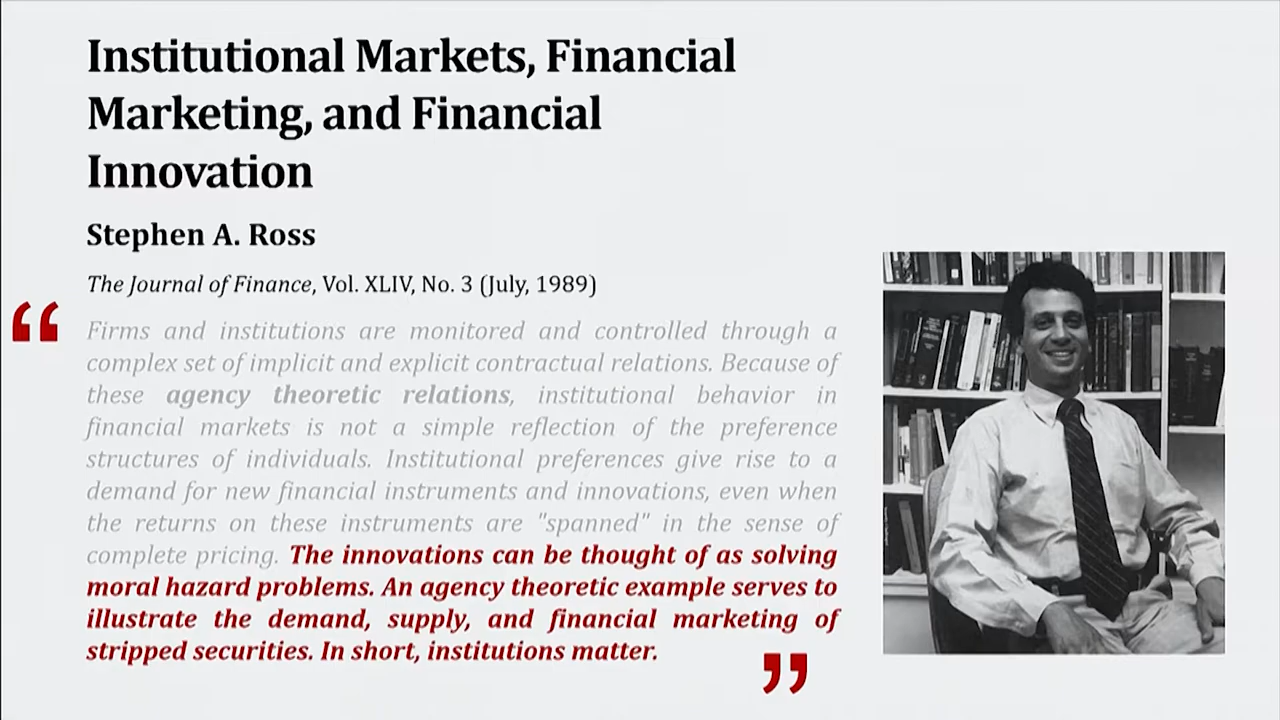 Institutional Markets, Financial
Marketing, and Financial
Innovation
Stephen A. Ross
The Journal of Finance, Vol. XLIV, No. 3 (July, 1989)
“
Firms and institutions are monitored and controlled through a
complex set of implicit and explicit contractual relations. Because of
these agency theoretic relations, institutional behavior in
financial markets is not a simple reflection of the preference
structures of individuals. Institutional preferences give rise to a
demand for new financial instruments and innovations, even when
the returns on these instruments are "spanned" in the sense of
complete pricing. The innovations can be thought of as solving
moral hazard problems. An agency theoretic example serves to
illustrate the demand, supply, and financial marketing of
stripped securities. In short, institutions matter.
”